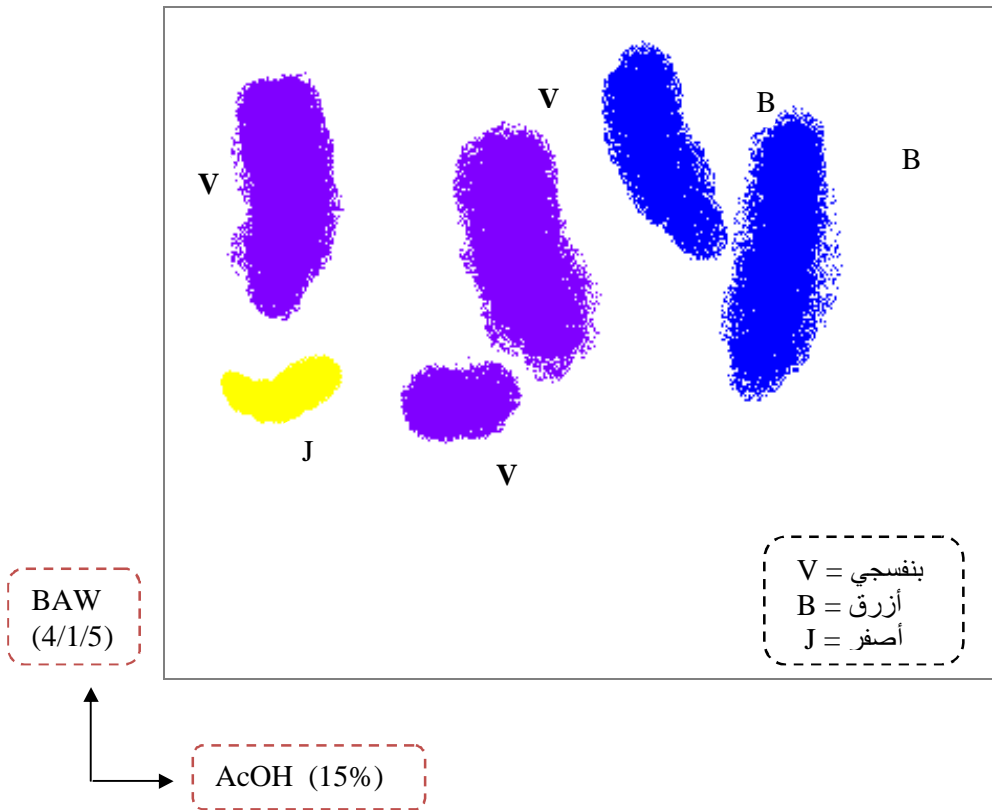 V
B
B
V
J
V
V = بنفسجي
B = أزرق
J = أصفر
BAW
(4/1/5)
AcOH (15%)